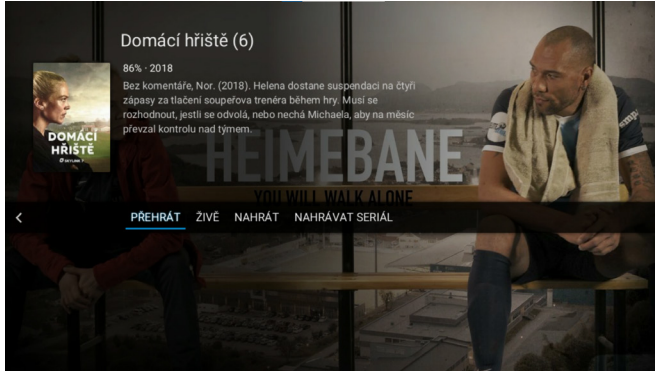 Domácí hřiště (6)
86% · 2018
Bez komentáře, Nor. (2018). Helena dostane suspendaci na čtyři
zápasy za tlačení soupeřova trenéra během hry. Musí se
rozhodnout, jestli se odvolá, nebo nechá Michaela, aby na měsíc
převzal kontrolu nad týmem.
DOMÁCÍ
HŘIŠTĚ
SKYLINK 7
HEIMEBANE
YOU WILL WALK ALONE
PŘEHRÁT ŽIVĚ NAHRÁT NAHRÁVAT SERIÁL